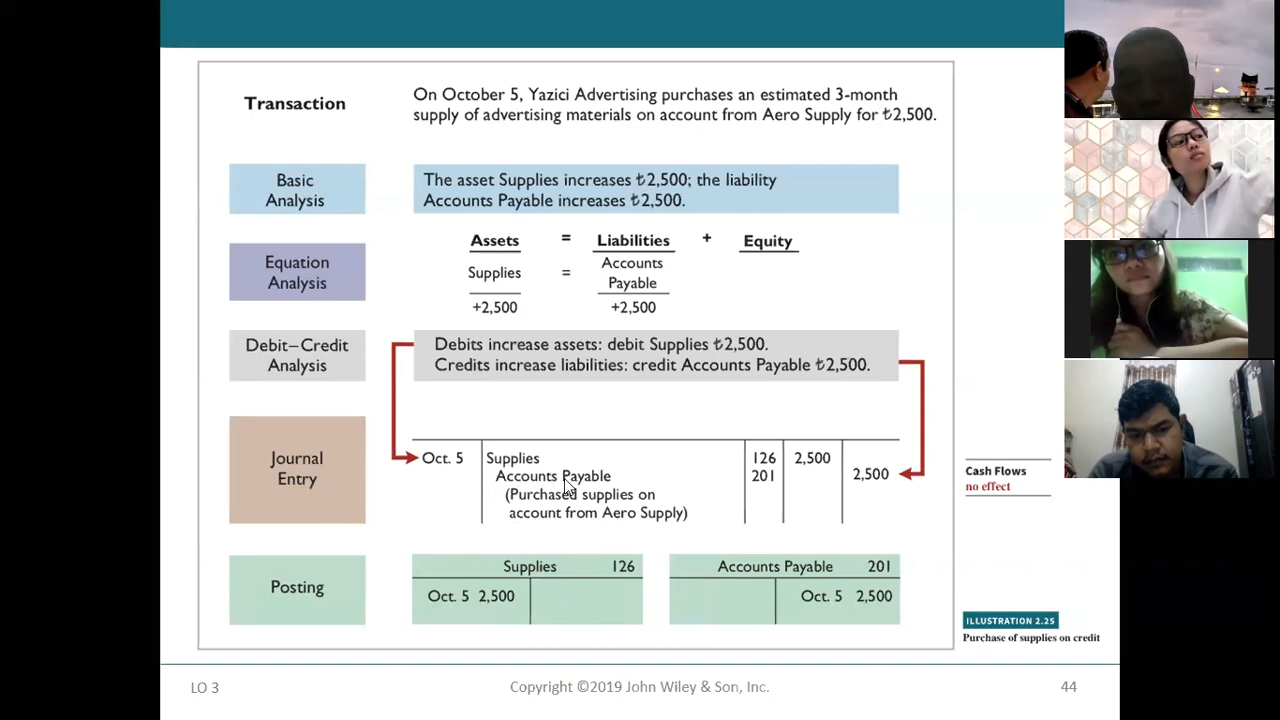 Transaction
On October 5, Yazici Advertising purchases an estimated 3-month
supply of advertising materials on account from Aero Supply for ₺2,500.
Basic
Analysis
The asset Supplies increases ₺2,500; the liability
Accounts Payable increases ₺2,500.
Equation
Analysis
Assets = Liabilities + Equity
Supplies = Accounts
Payable
+2,500 +2,500
Debit–Credit
Analysis
Debits increase assets: debit Supplies ₺2,500.
Credits increase liabilities: credit Accounts Payable ₺2,500.
Journal
Entry
Oct. 5 Supplies 126 2,500
Accounts Payable 201 2,500
(Purchased supplies on
account from Aero Supply)
Cash Flows
no effect
Posting
Supplies 126
Oct. 5 2,500
Accounts Payable 201
Oct. 5 2,500
ILLUSTRATION 2.25
Purchase of supplies on credit
LO 3
Copyright ©2019 John Wiley & Son, Inc.
44